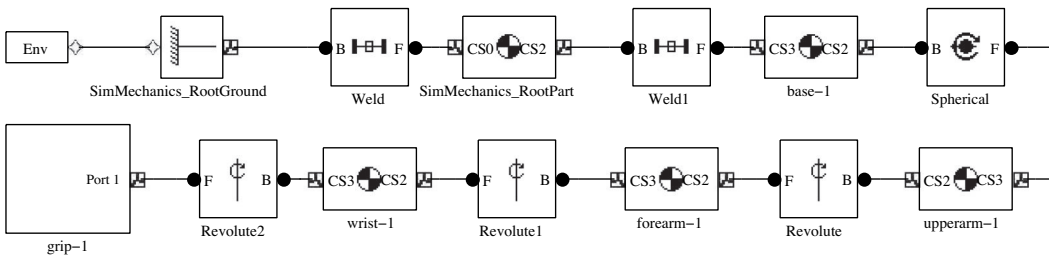 Env
B F CS0 CS2 B F CS3 CS2 B F
SimMechanics_RootGround Weld SimMechanics_RootPart Weld1 base−1 Spherical
Port 1 F B CS3 CS2 F B CS3 CS2 F B CS2 CS3
grip−1 Revolute2 wrist−1 Revolute1 forearm−1 Revolute upperarm−1